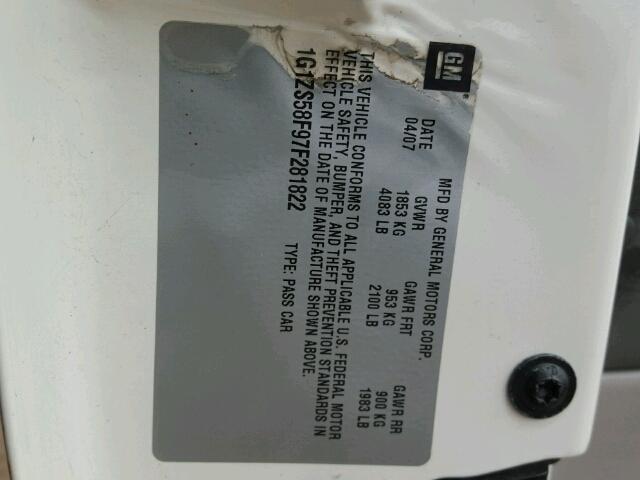 GM
MFD BY GENERAL MOTORS CORP.
DATE GVWR GAWR FRT GAWR RR
04/07 1853 KG 953 KG 900 KG
4083 LB 2100 LB 1983 LB
THIS VEHICLE CONFORMS TO ALL APPLICABLE U.S. FEDERAL MOTOR
VEHICLE SAFETY, BUMPER, AND THEFT PREVENTION STANDARDS IN
EFFECT ON THE DATE OF MANUFACTURE SHOWN ABOVE.
1G1ZS58F97F281822 TYPE: PASS CAR